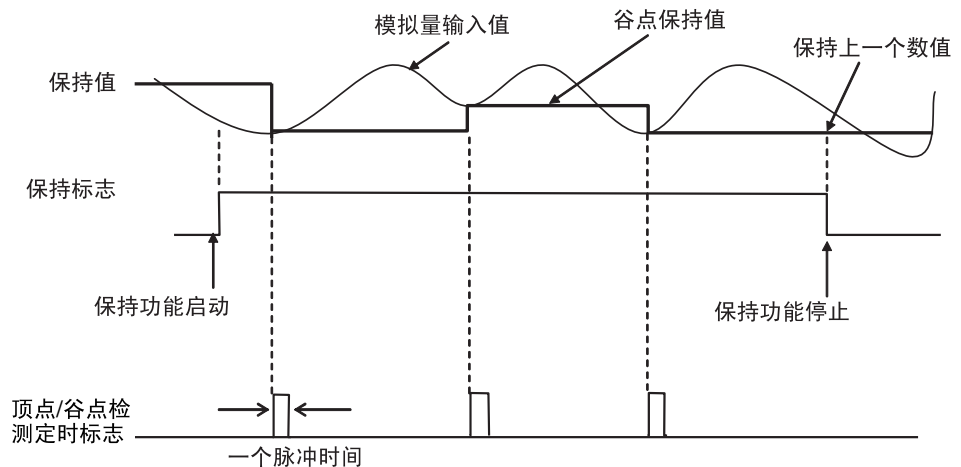 模拟量输入值
谷点保持值
保持上一个数值
保持值
保持标志
保持功能启动
保持功能停止
顶点/谷点检
测定时标志
一个脉冲时间